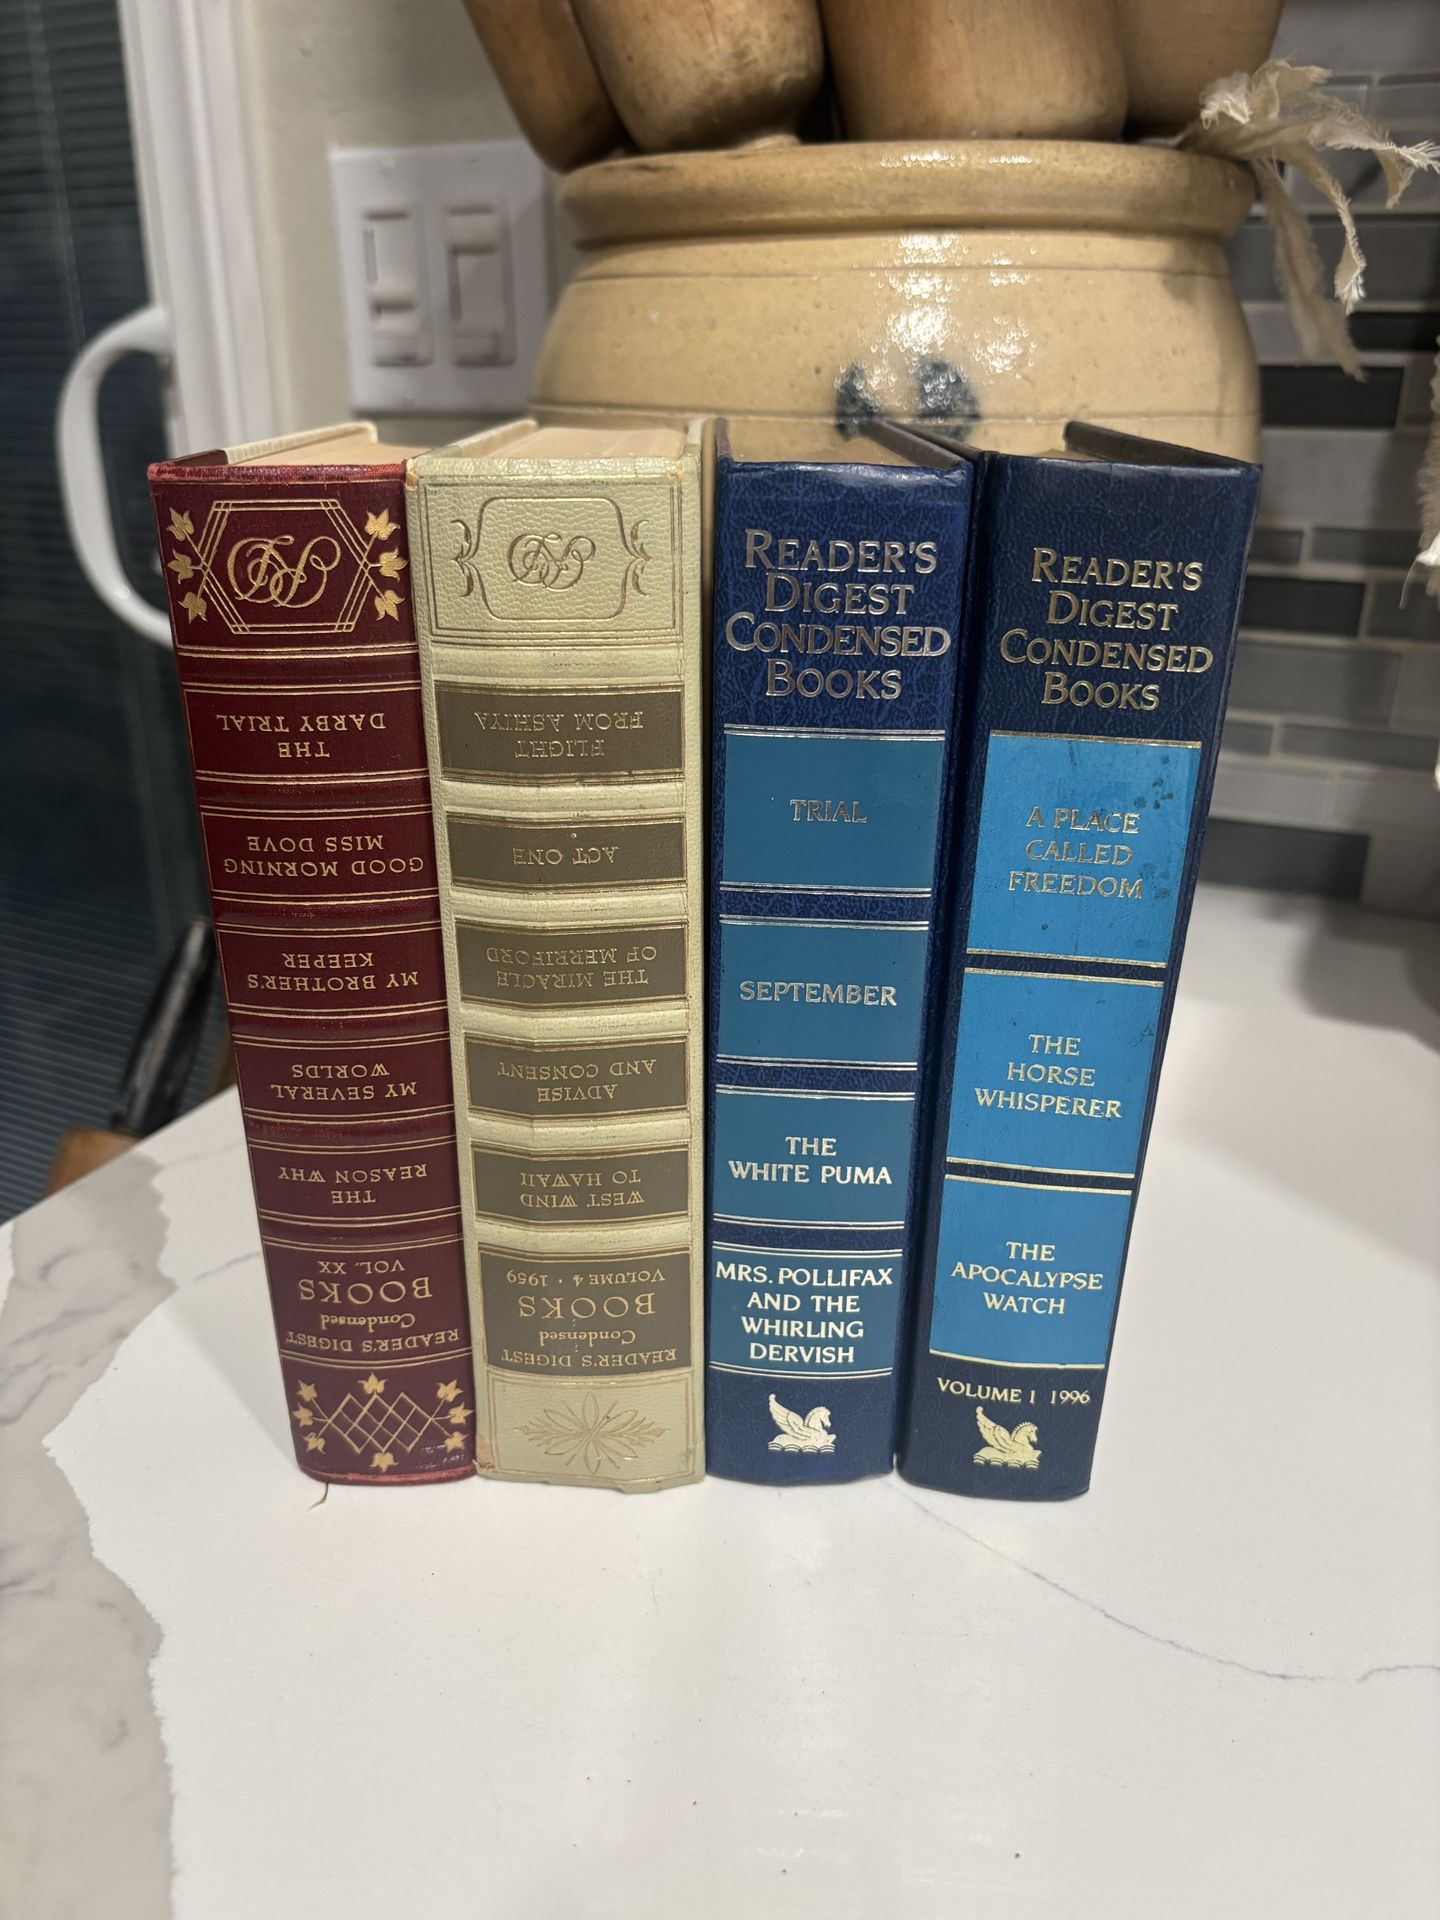 READER'S DIGEST
Condensed
BOOKS
VOL. XX
THE
REASON WHY
MY SEVERAL
WORLDS
MY BROTHER'S
KEEPER
GOOD MORNING
MISS DOVE
THE
DARBY TRIAL
READER'S DIGEST
Condensed
BOOKS
VOLUME 4 · 1959
WEST WIND
TO HAWAII
ADVISE
AND CONSENT
THE MIRACLE
OF MERRIFORD
ACT ONE
FLIGHT
FROM ASHIYA
READER'S
DIGEST
CONDENSED
BOOKS
TRIAL
SEPTEMBER
THE
WHITE PUMA
MRS. POLLIFAX
AND THE
WHIRLING
DERVISH
READER'S
DIGEST
CONDENSED
BOOKS
A PLACE
CALLED
FREEDOM
THE
HORSE
WHISPERER
THE
APOCALYPSE
WATCH
VOLUME 1 1996